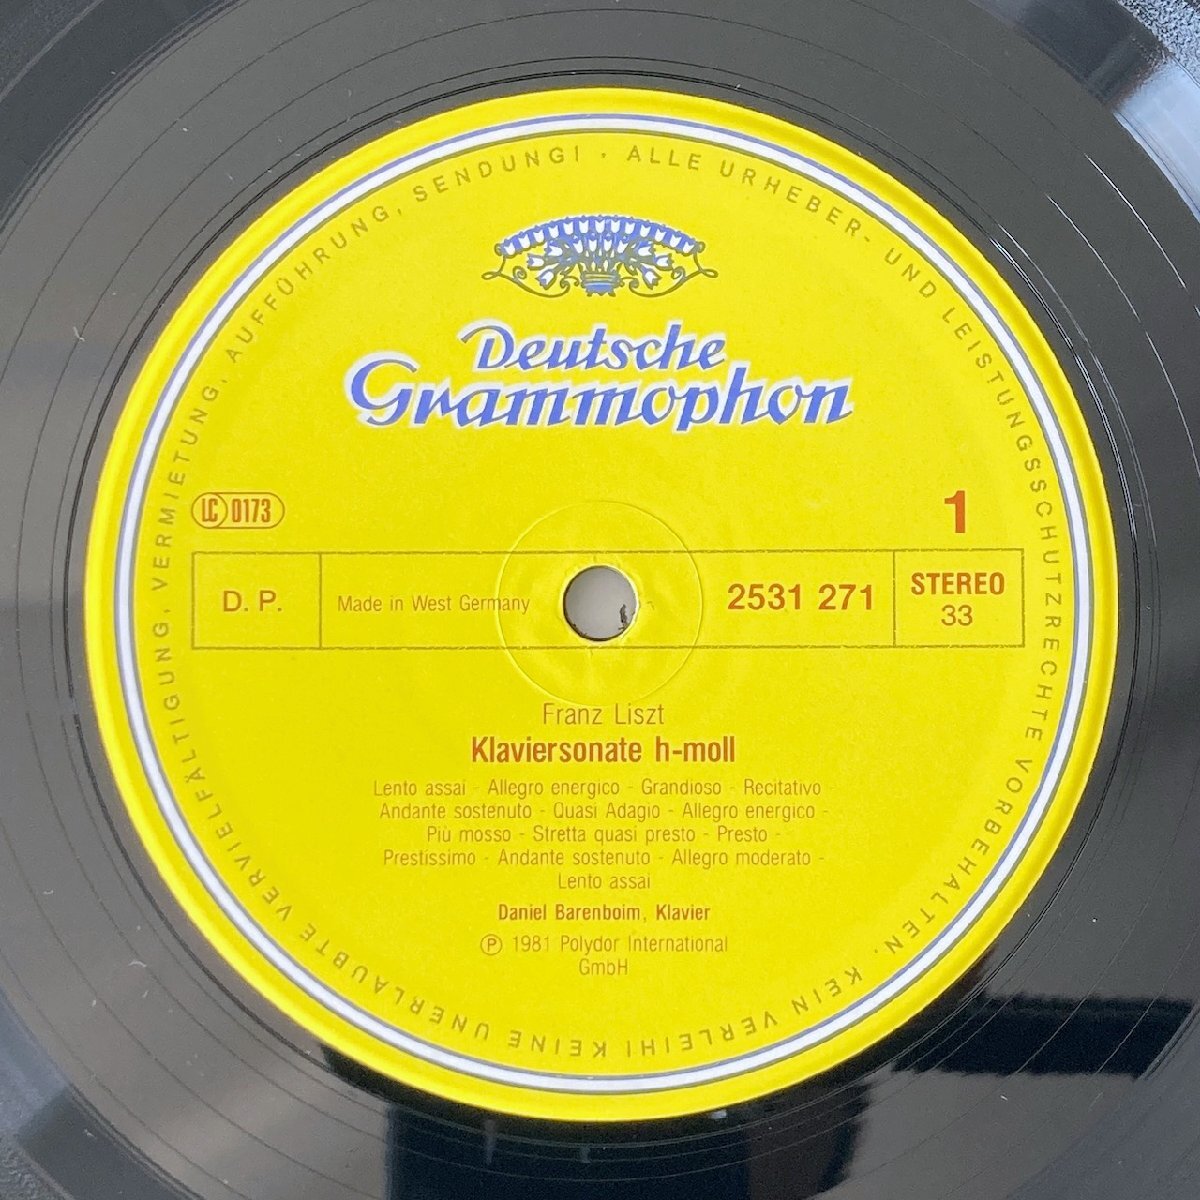 ALLE URHEBER- UND LEISTUNGSSCHUTZRECHTE VORBEHALTEN. KEIN VERLEIH! KEINE UNERLAUBTE VERVIELFÄLTIGUNG, VERMIETUNG, AUFFÜHRUNG, SENDUNG! ·
Deutsche
Grammophon
LC 0173
1
D. P.
Made in West Germany
2531 271
STEREO
33
Franz Liszt
Klaviersonate h-moll
Lento assai - Allegro energico - Grandioso - Recitativo -
Andante sostenuto - Quasi Adagio - Allegro energico -
Più mosso - Stretta quasi presto - Presto -
Prestissimo - Andante sostenuto - Allegro moderato -
Lento assai
Daniel Barenboim, Klavier
Ⓟ 1981 Polydor International
GmbH